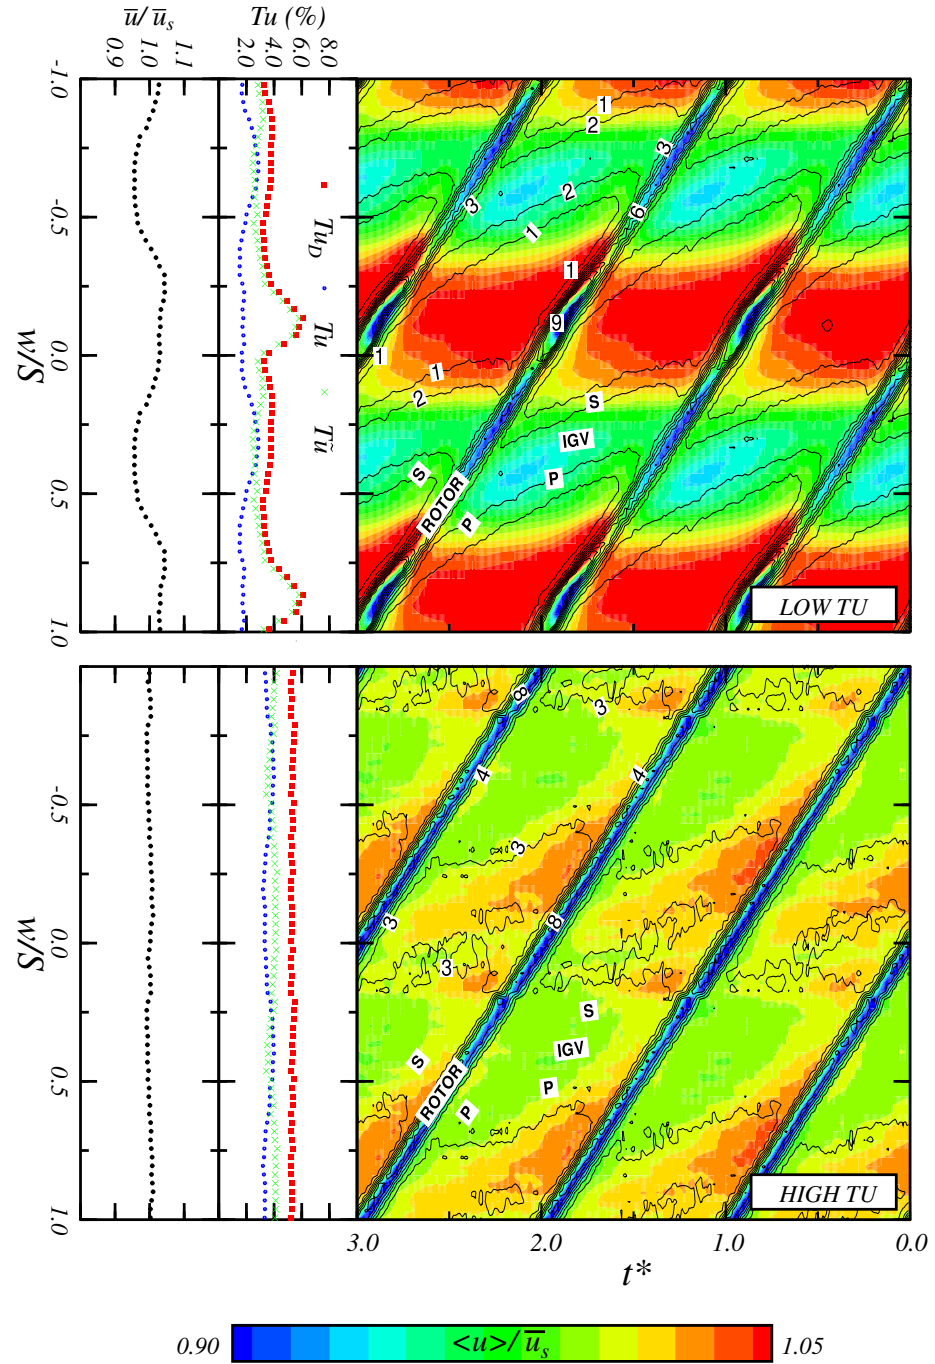 u̅/u̅s
Tu (%)
0.9 1.0 1.1
2.0 4.0 6.0 8.0
-1.0
-0.5
0.0
0.5
1.0
w/S
TuD
Tu
Tũ
1
2
3
3
6
2
1
1
9
1
1
2
S
IGV
S
P
ROTOR
P
LOW TU
-0.5
0.0
0.5
1.0
w/S
8
3
4
4
3
3
8
3
S
IGV
S
ROTOR
P
P
HIGH TU
3.0 2.0 1.0 0.0
t*
0.90 <u>/u̅s 1.05